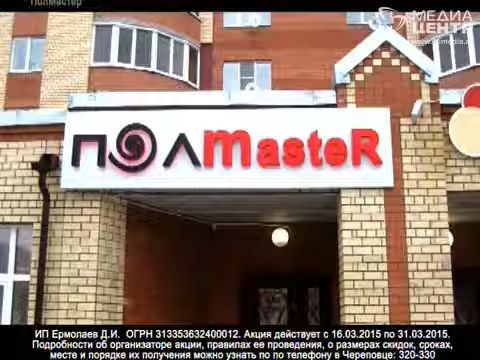 ПолМастер
МЕДИА
ЦЕНТР
ПОЛmasteR
ИП Ермолаев Д.И. ОГРН 313353632400012. Акция действует с 16.03.2015 по 31.03.2015.
Подробности об организаторе акции, правилах ее проведения, о размерах скидок, сроках,
месте и порядке их получения можно узнать по по телефону в Череповце: 320-330